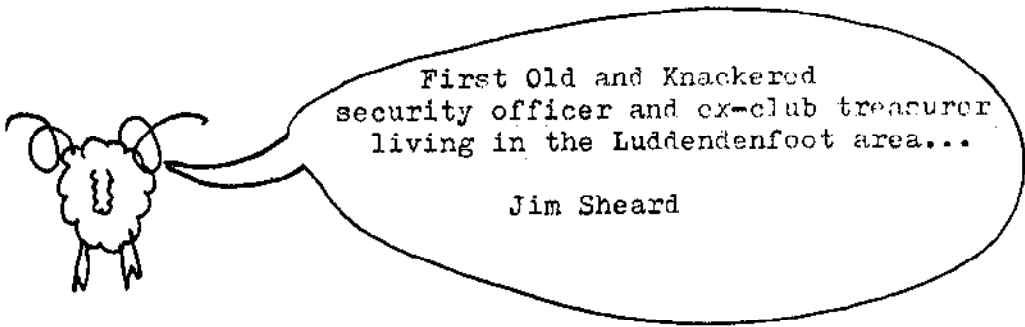 First Old and Knackered
security officer and ex-club treasurer
living in the Luddendenfoot area...
Jim Sheard